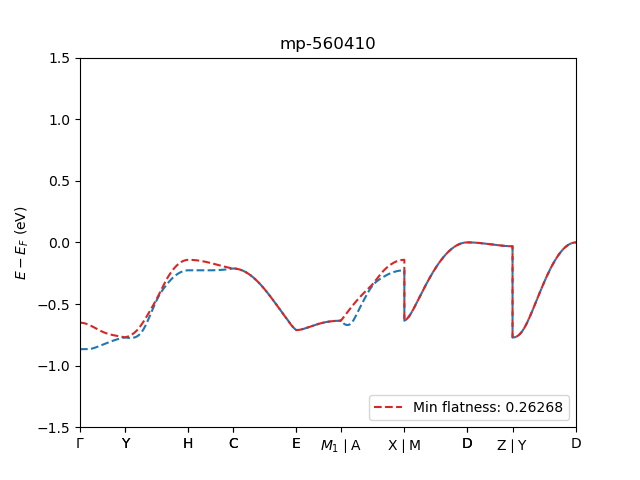 mp-560410
1.5
1.0
0.5
0.0
−0.5
−1.0
−1.5
E − E_F (eV)
Min flatness: 0.26268
Γ Y H C E M_1 | A X | M D Z | Y D